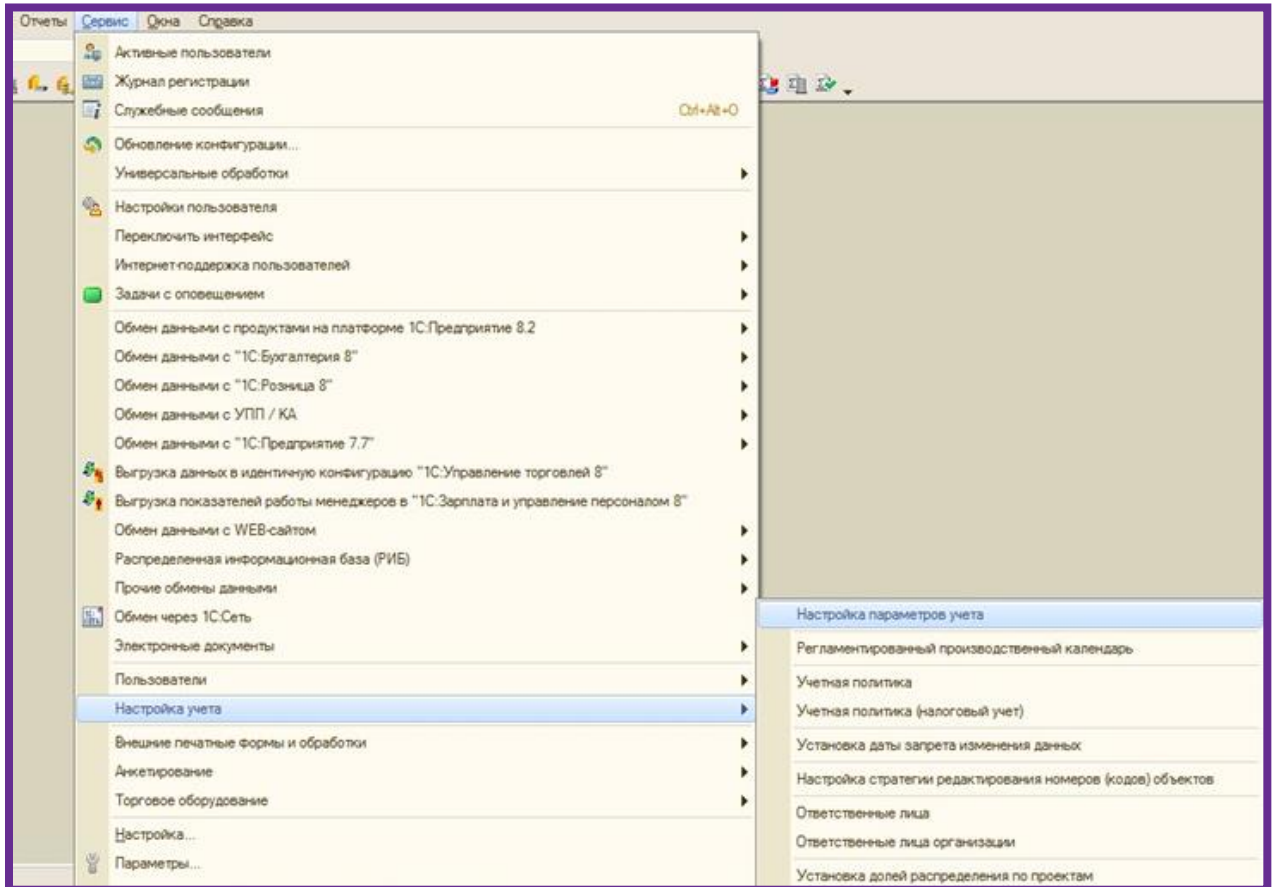 Отчеты Сервис Окна Справка
Активные пользователи
Журнал регистрации
Служебные сообщения Ctrl+Alt+O
Обновление конфигурации...
Универсальные обработки
Настройки пользователя
Переключить интерфейс
Интернет-поддержка пользователей
Задачи с оповещением
Обмен данными с продуктами на платформе 1С:Предприятие 8.2
Обмен данными с "1С:Бухгалтерия 8"
Обмен данными с "1С:Розница 8"
Обмен данными с УПП / КА
Обмен данными с "1С:Предприятие 7.7"
Выгрузка данных в идентичную конфигурацию "1С:Управление торговлей 8"
Выгрузка показателей работы менеджеров в "1С:Зарплата и управление персоналом 8"
Обмен данными с WEB-сайтом
Распределенная информационная база (РИБ)
Прочие обмены данными
Обмен через 1С:Сеть
Электронные документы
Пользователи
Настройка учета
Внешние печатные формы и обработки
Анкетирование
Торговое оборудование
Настройка...
Параметры...
Настройка параметров учета
Регламентированный производственный календарь
Учетная политика
Учетная политика (налоговый учет)
Установка даты запрета изменения данных
Настройка стратегии редактирования номеров (кодов) объектов
Ответственные лица
Ответственные лица организации
Установка долей распределения по проектам